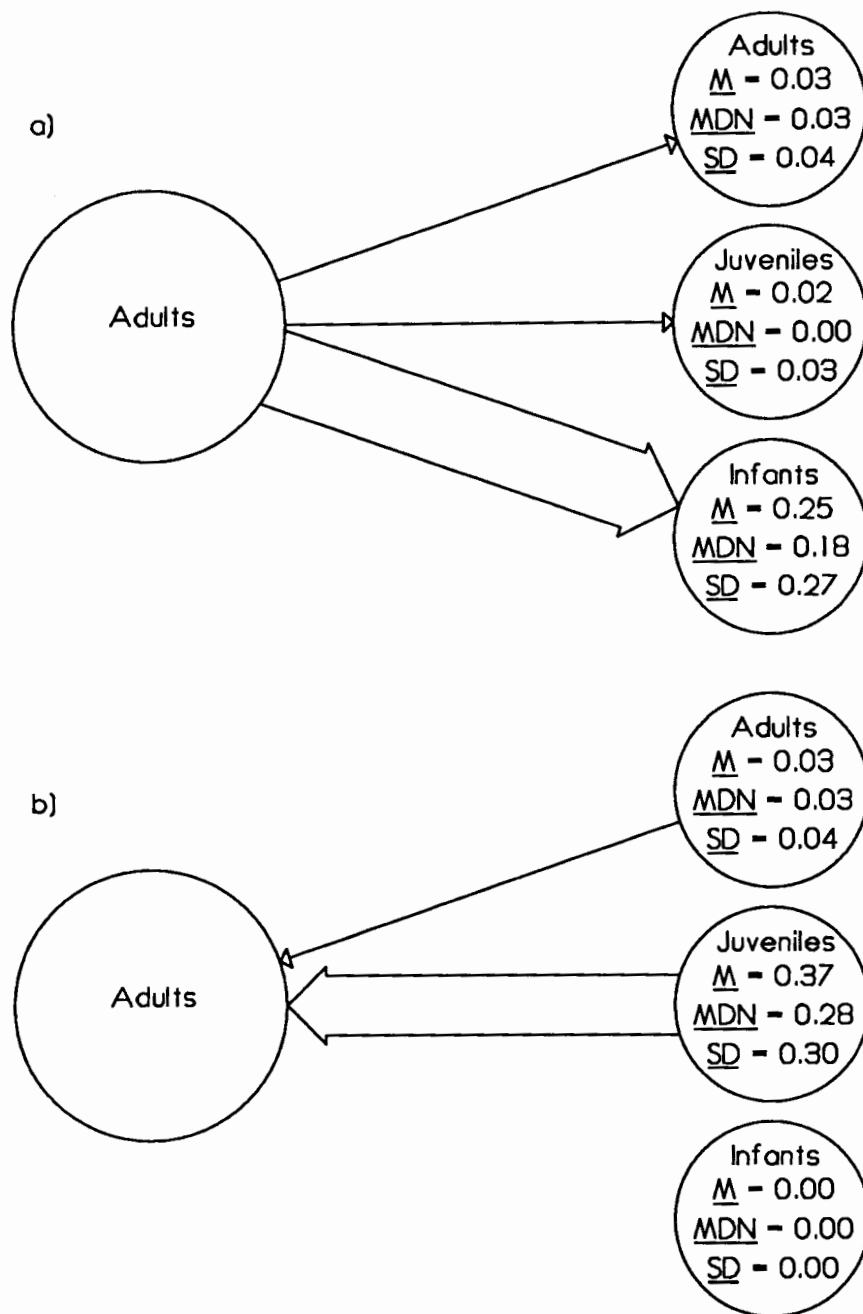 a)
Adults
Adults
M - 0.03
MDN - 0.03
SD - 0.04
Juveniles
M - 0.02
MDN - 0.00
SD - 0.03
Infants
M - 0.25
MDN - 0.18
SD - 0.27
b)
Adults
Adults
M - 0.03
MDN - 0.03
SD - 0.04
Juveniles
M - 0.37
MDN - 0.28
SD - 0.30
Infants
M - 0.00
MDN - 0.00
SD - 0.00